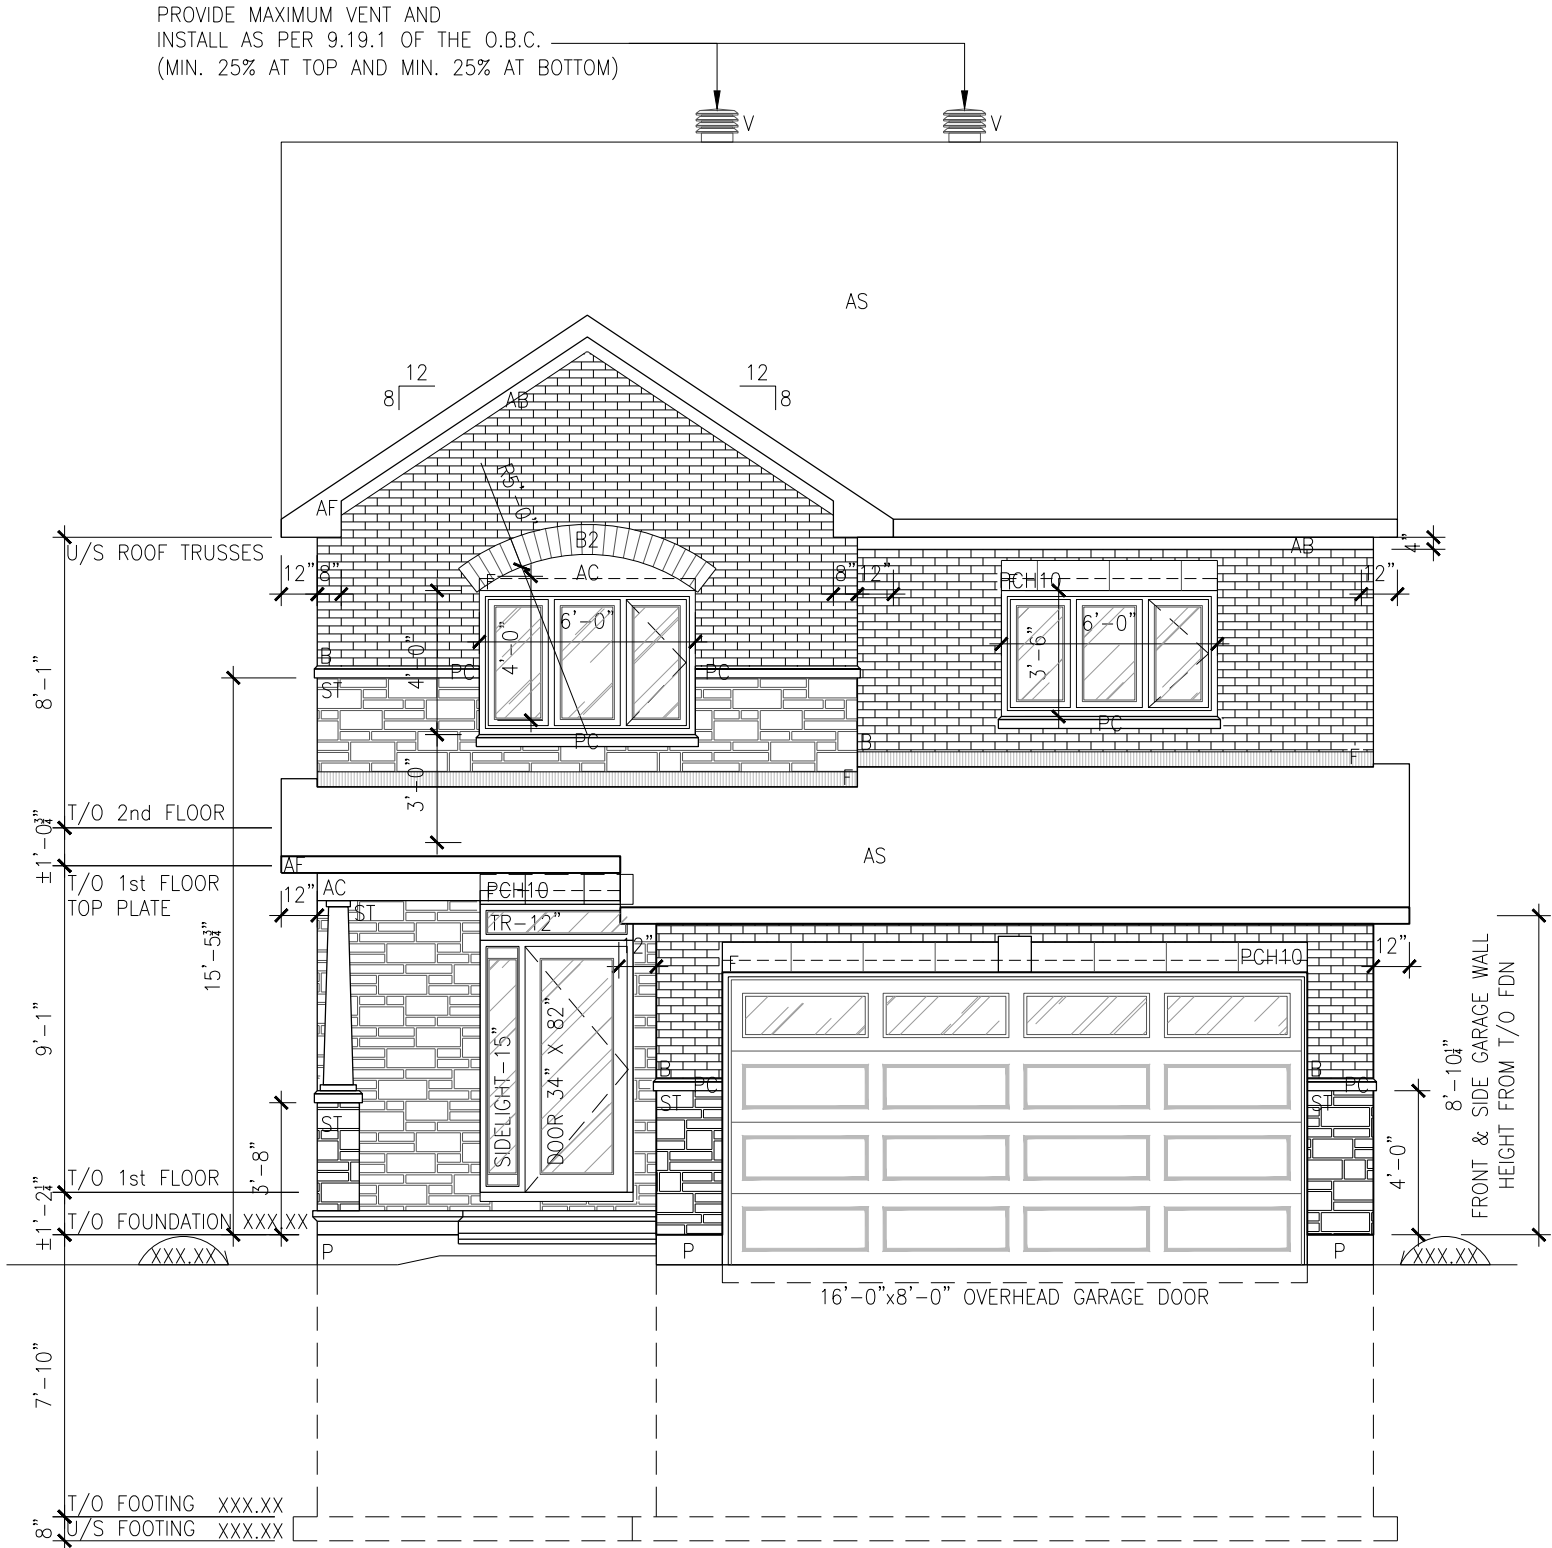 PROVIDE MAXIMUM VENT AND
INSTALL AS PER 9.19.1 OF THE O.B.C.
(MIN. 25% AT TOP AND MIN. 25% AT BOTTOM)
V
V
AS
12
8
12
8
AB
R5'-0"
AF
U/S ROOF TRUSSES
B2
AB
4"
12"
8"
F
AC
8"
12"
PCH10
12"
6'-0"
6'-0"
4'-0"
4'-0"
3'-6"
B
PC
PC
ST
8'-1"
PC
PC
B
F
F
3'-0"
T/O 2nd FLOOR
±1'-0¾"
AS
AF
T/O 1st FLOOR
TOP PLATE
12"
AC
PCH10
ST
TR-12"
12"
F
PCH10
12"
15'-5¾"
9'-1"
SIDELIGHT-15"
DOOR 34" X 82"
B
PC
ST
B
PC
ST
ST
3'-8"
4'-0"
8'-10¼"
FRONT & SIDE GARAGE WALL
HEIGHT FROM T/O FDN
T/O 1st FLOOR
±1'-2¼"
T/O FOUNDATION XXX.XX
XXX.XX
P
P
P
XXX.XX
16'-0"x8'-0" OVERHEAD GARAGE DOOR
7'-10"
T/O FOOTING XXX.XX
8"
U/S FOOTING XXX.XX